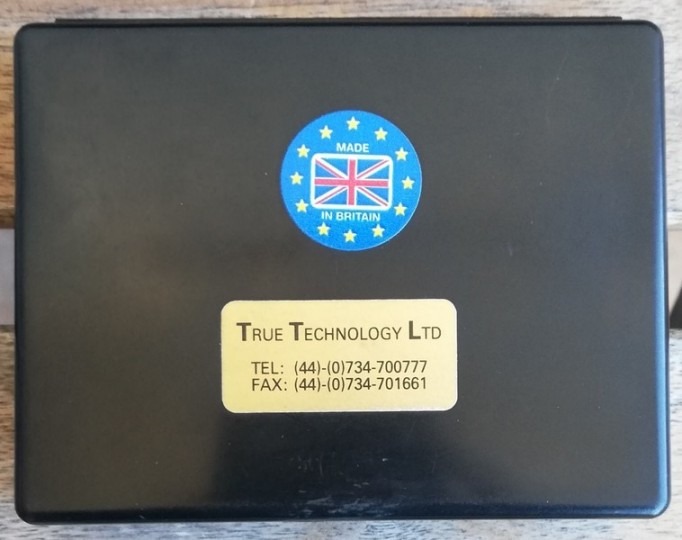 MADE
IN BRITAIN
TRUE TECHNOLOGY LTD
TEL: (44)-(0)734-700777
FAX: (44)-(0)734-701661